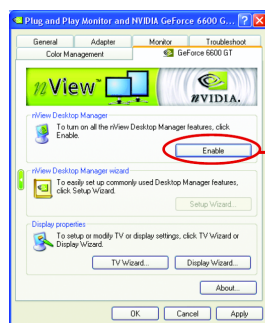 Plug and Play Monitor and NVIDIA GeForce 6600 G...
General Adapter Monitor Troubleshoot
Color Management GeForce 6600 GT
nView
NVIDIA.
nView Desktop Manager
To turn on all the nView Desktop Manager features, click
Enable.
Enable
nView Desktop Manager wizard
To easily set up commonly used Desktop Manager features,
click Setup Wizard.
Setup Wizard...
Display properties
To setup or modify TV or display settings, click TV Wizard or
Display Wizard.
TV Wizard... Display Wizard...
About...
OK Cancel Apply